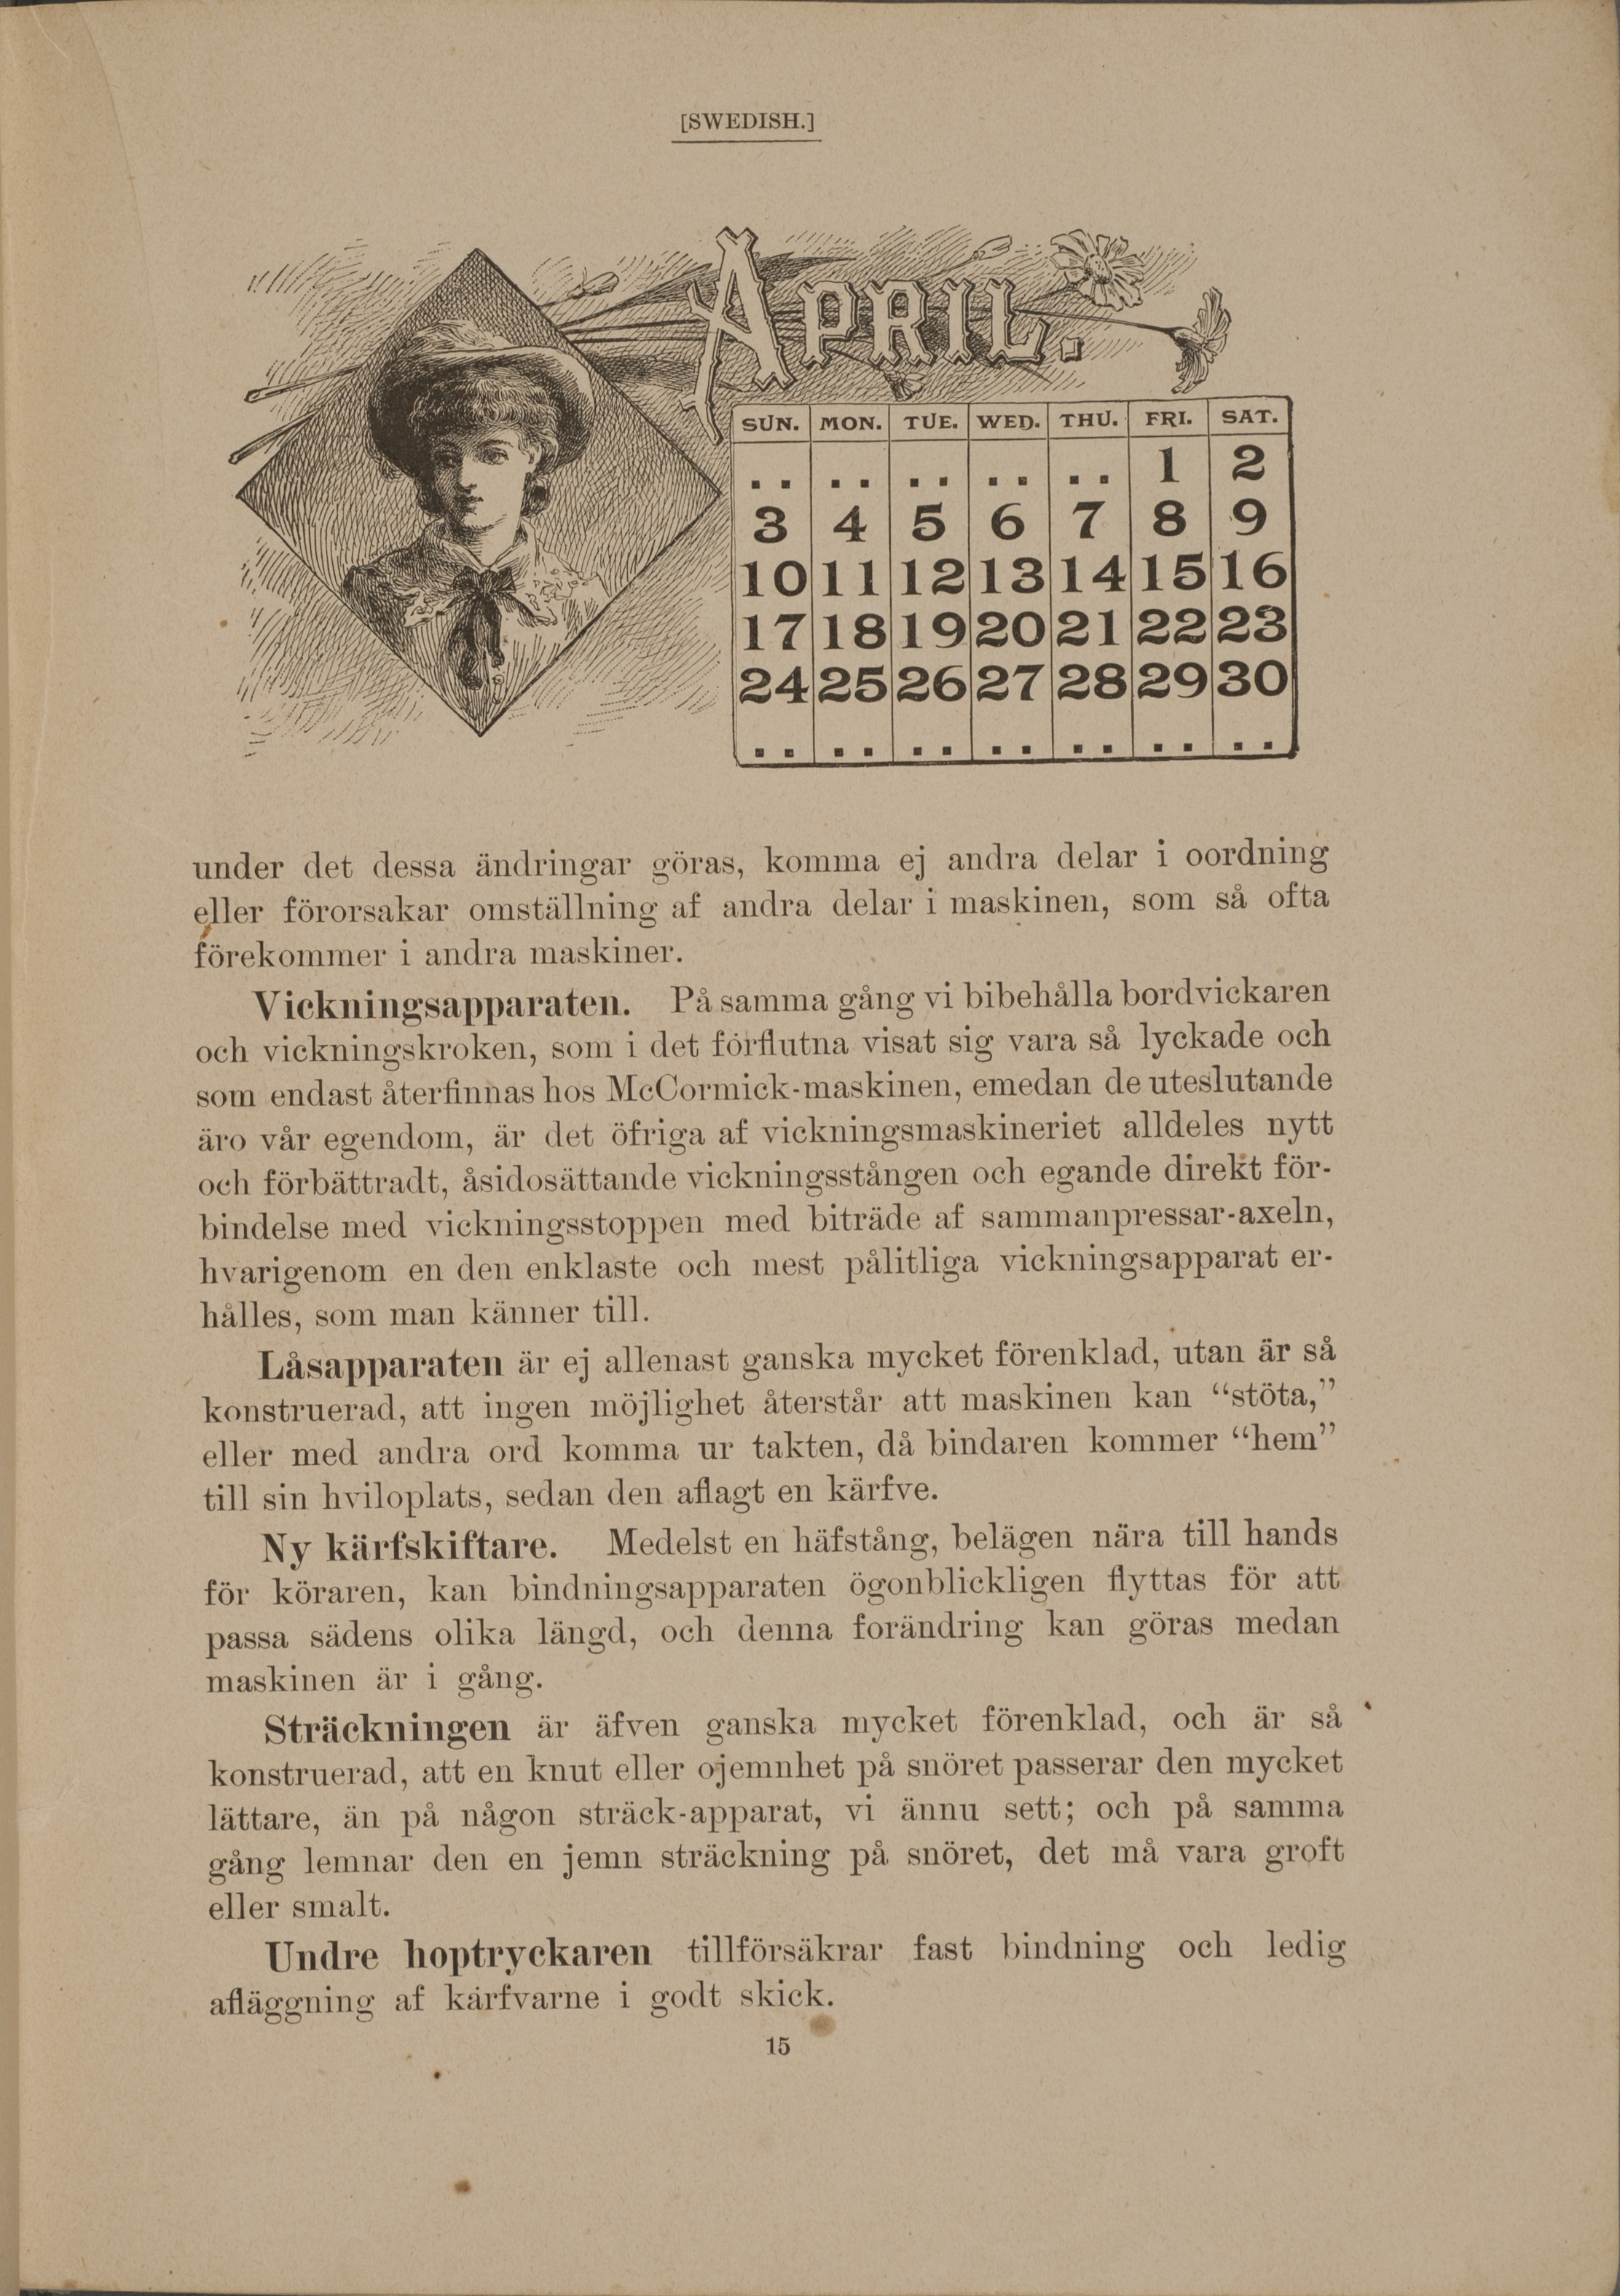 [SWEDISH.]
APRIL.
SUN. MON. TUE. WED. THU. FRI. SAT.
.. .. .. .. .. 1 2
3 4 5 6 7 8 9
10 11 12 13 14 15 16
17 18 19 20 21 22 23
24 25 26 27 28 29 30
.. .. .. .. .. .. ..
under det dessa ändringar göras, komma ej andra delar i oordning
eller förorsakar omställning af andra delar i maskinen, som så ofta
förekommer i andra maskiner.
Vickningsapparaten. På samma gång vi bibehålla bordvickaren
och vickningskroken, som i det förflutna visat sig vara så lyckade och
som endast återfinnas hos McCormick-maskinen, emedan de uteslutande
äro vår egendom, är det öfriga af vickningsmaskineriet alldeles nytt
och förbättradt, åsidosättande vickningsstången och egande direkt för-
bindelse med vickningsstoppen med biträde af sammanpressar-axeln,
hvarigenom en den enklaste och mest pålitliga vickningsapparat er-
hålles, som man känner till.
Låsapparaten är ej allenast ganska mycket förenklad, utan är så
konstruerad, att ingen möjlighet återstår att maskinen kan “stöta,”
eller med andra ord komma ur takten, då bindaren kommer “hem”
till sin hviloplats, sedan den aflagt en kärfve.
Ny kärfskiftare. Medelst en häfstång, belägen nära till hands
för köraren, kan bindningsapparaten ögonblickligen flyttas för att
passa sädens olika längd, och denna forändring kan göras medan
maskinen är i gång.
Sträckningen är äfven ganska mycket förenklad, och är så
konstruerad, att en knut eller ojemnhet på snöret passerar den mycket
lättare, än på någon sträck-apparat, vi ännu sett; och på samma
gång lemnar den en jemn sträckning på snöret, det må vara groft
eller smalt.
Undre hoptryckaren tillförsäkrar fast bindning och ledig
afläggning af kärfvarne i godt skick.
15